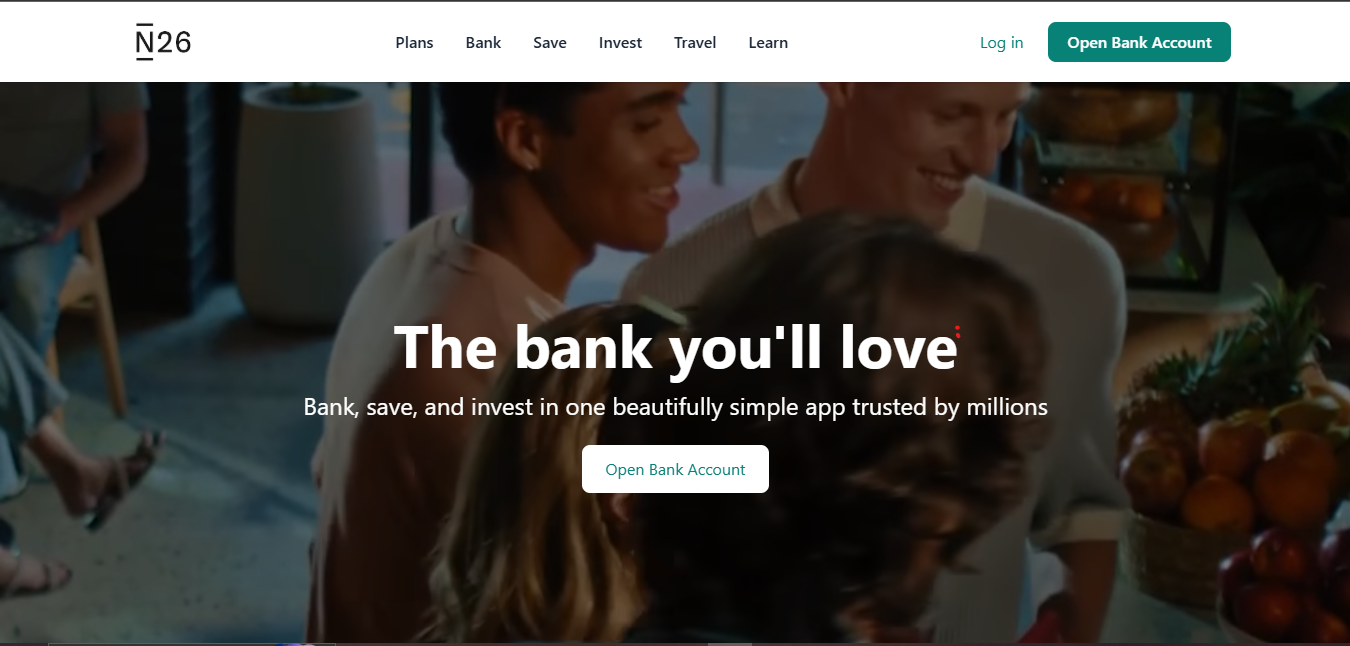 N26
Plans Bank Save Invest Travel Learn Log in Open Bank Account
The bank you'll love
Bank, save, and invest in one beautifully simple app trusted by millions
Open Bank Account